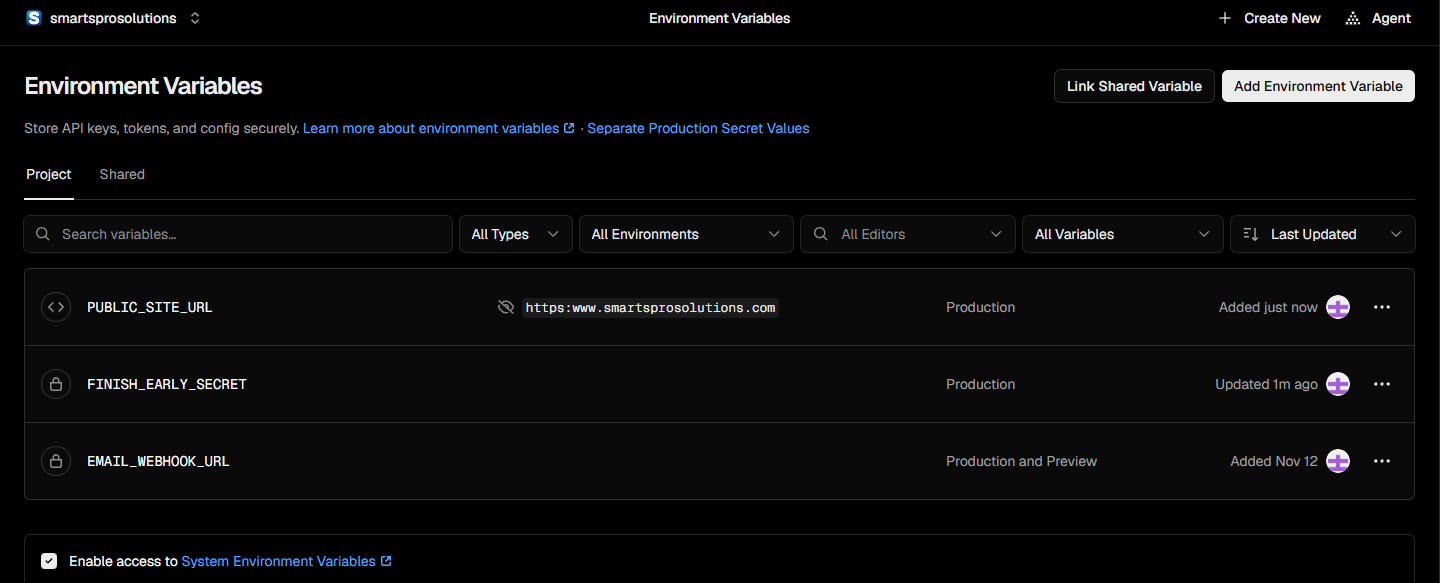 smartsprosolutions Environment Variables Create New Agent
Environment Variables Link Shared Variable Add Environment Variable
Store API keys, tokens, and config securely. Learn more about environment variables · Separate Production Secret Values
Project Shared
Search variables... All Types All Environments All Editors All Variables Last Updated
PUBLIC_SITE_URL https:www.smartsprosolutions.com Production Added just now
FINISH_EARLY_SECRET Production Updated 1m ago
EMAIL_WEBHOOK_URL Production and Preview Added Nov 12
Enable access to System Environment Variables